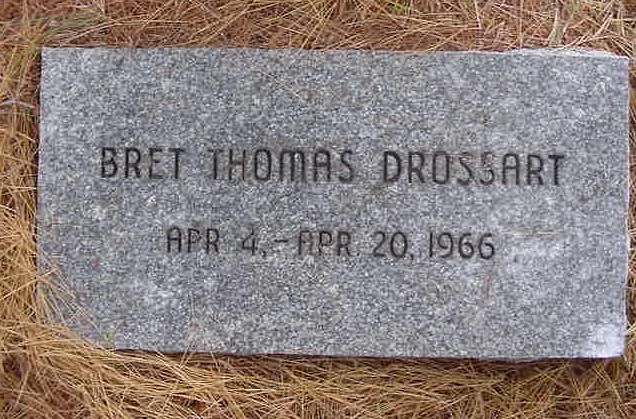 BRET THOMAS DROSSART
APR 4,-APR 20, 1966